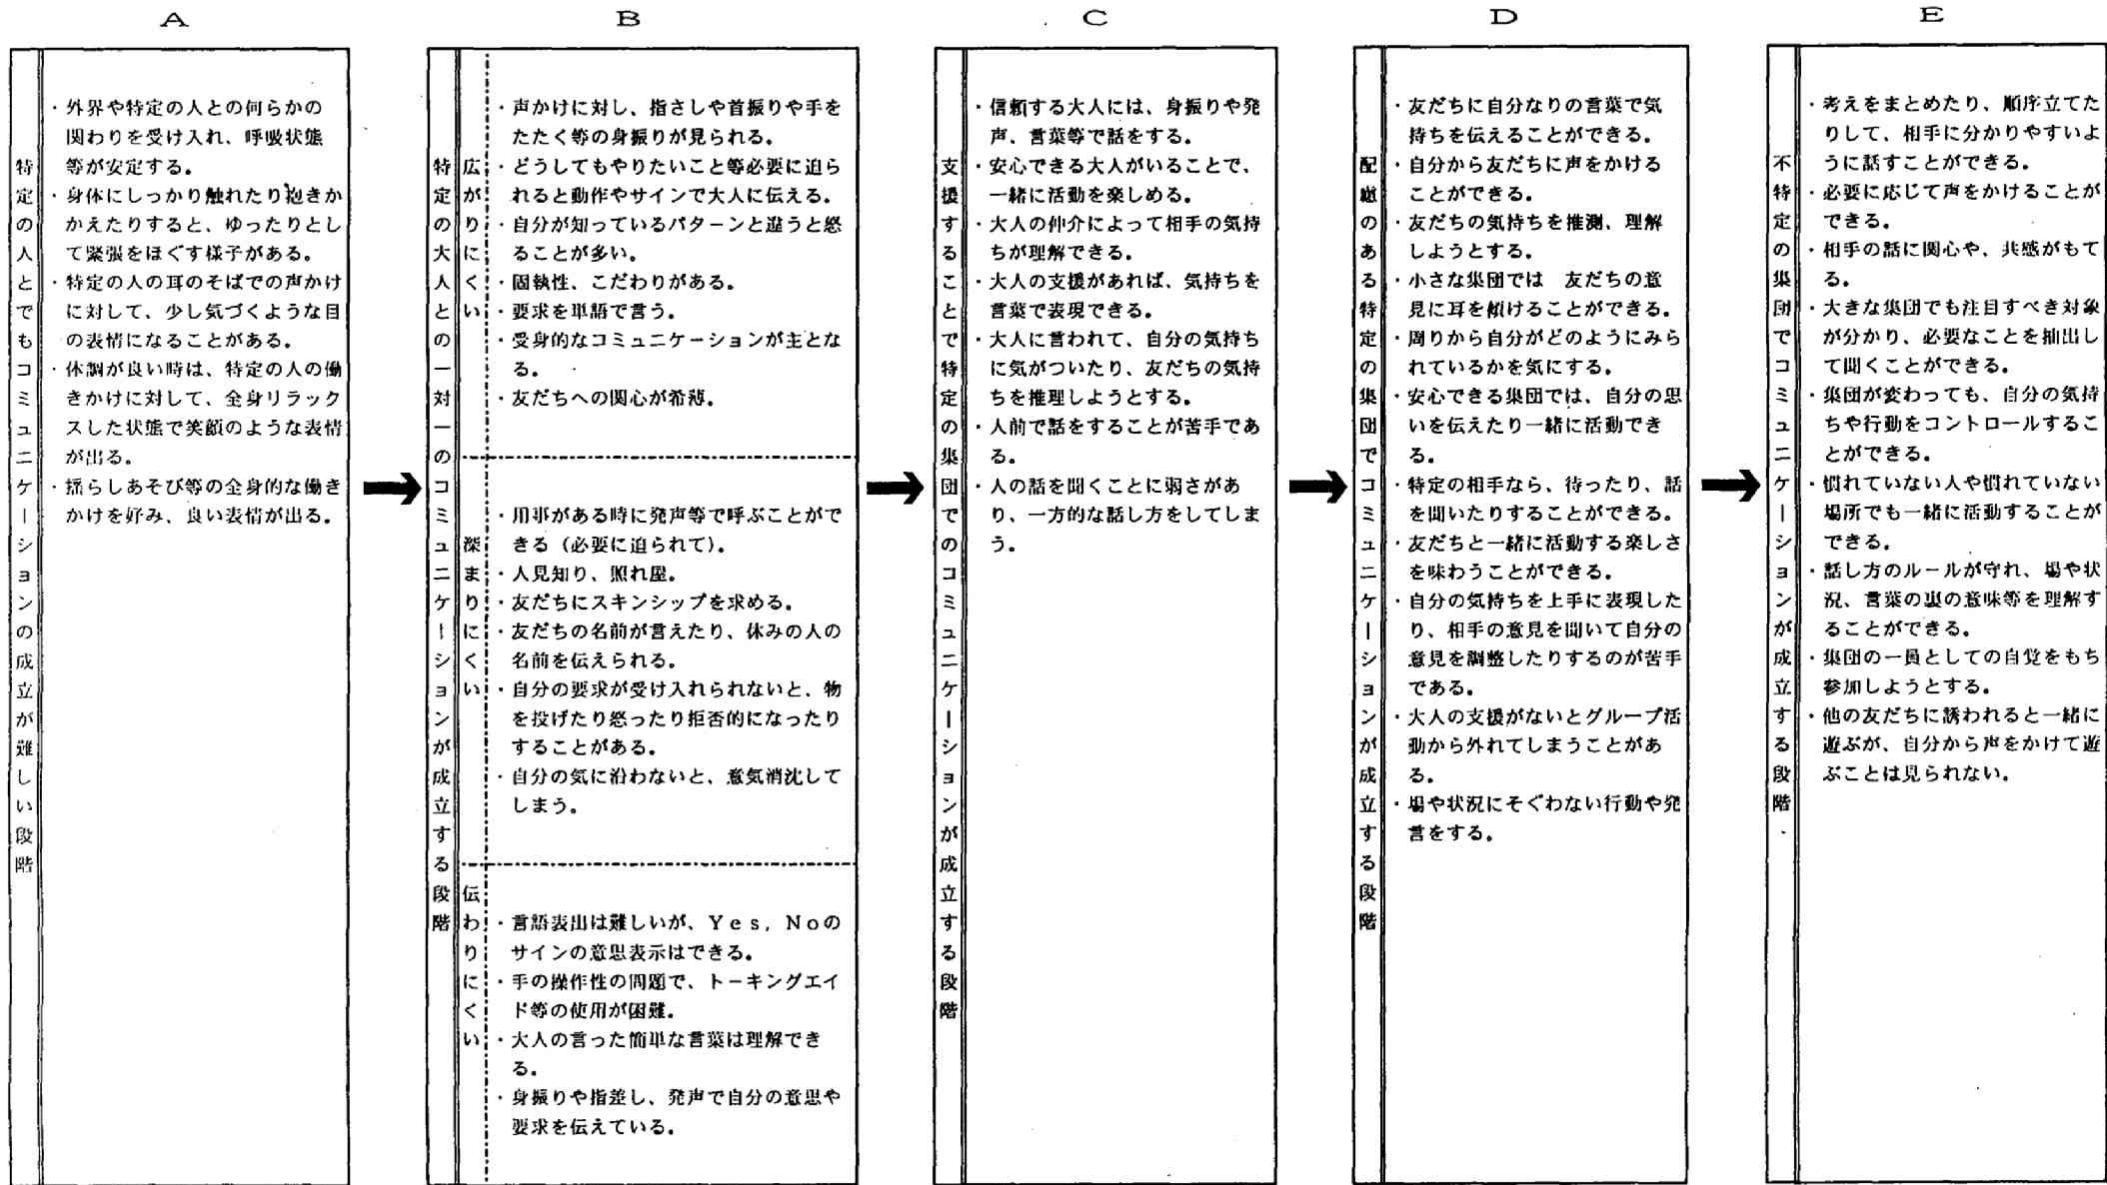 A
特定の人とでもコミュニケーションの成立が難しい段階
・外界や特定の人との何らかの
関わりを受け入れ、呼吸状態
等が安定する。
・身体にしっかり触れたり抱きか
かえたりすると、ゆったりとし
て緊張をほぐす様子がある。
・特定の人の耳のそばでの声かけ
に対して、少し気づくような目
の表情になることがある。
・体調が良い時は、特定の人の働
きかけに対して、全身リラック
スした状態で笑顔のような表情
が出る。
・揺らしあそび等の全身的な働き
かけを好み、良い表情が出る。
B
特定の大人との一対一のコミュニケーションが成立する段階
広がりにくい
・声かけに対し、指さしや首振りや手を
たたく等の身振りが見られる。
・どうしてもやりたいこと等必要に迫ら
れると動作やサインで大人に伝える。
・自分が知っているパターンと違うと怒
ることが多い。
・固執性、こだわりがある。
・要求を単語で言う。
・受身的なコミュニケーションが主とな
る。
・友だちへの関心が希薄。
深まりにくい
・用事がある時に発声等で呼ぶことがで
きる（必要に迫られて）。
・人見知り、照れ屋。
・友だちにスキンシップを求める。
・友だちの名前が言えたり、休みの人の
名前を伝えられる。
・自分の要求が受け入れられないと、物
を投げたり怒ったり拒否的になったり
することがある。
・自分の気に沿わないと、意気消沈して
しまう。
伝わりにくい
・言語表出は難しいが、Yes，Noの
サインの意思表示はできる。
・手の操作性の問題で、トーキングエイ
ド等の使用が困難。
・大人の言った簡単な言葉は理解でき
る。
・身振りや指差し、発声で自分の意思や
要求を伝えている。
C
支援することで特定の集団でのコミュニケーションが成立する段階
・信頼する大人には、身振りや発
声、言葉等で話をする。
・安心できる大人がいることで、
一緒に活動を楽しめる。
・大人の仲介によって相手の気持
ちが理解できる。
・大人の支援があれば、気持ちを
言葉で表現できる。
・大人に言われて、自分の気持ち
に気がついたり、友だちの気持
ちを推理しようとする。
・人前で話をすることが苦手であ
る。
・人の話を聞くことに弱さがあ
り、一方的な話し方をしてしま
う。
D
配慮のある特定の集団でコミュニケーションが成立する段階
・友だちに自分なりの言葉で気
持ちを伝えることができる。
・自分から友だちに声をかける
ことができる。
・友だちの気持ちを推測、理解
しようとする。
・小さな集団では 友だちの意
見に耳を傾けることができる。
・周りから自分がどのようにみら
れているかを気にする。
・安心できる集団では、自分の思
いを伝えたり一緒に活動でき
る。
・特定の相手なら、待ったり、話
を聞いたりすることができる。
・友だちと一緒に活動する楽しさ
を味わうことができる。
・自分の気持ちを上手に表現した
り、相手の意見を聞いて自分の
意見を調整したりするのが苦手
である。
・大人の支援がないとグループ活
動から外れてしまうことがあ
る。
・場や状況にそぐわない行動や発
言をする。
E
不特定の集団でコミュニケーションが成立する段階
・考えをまとめたり、順序立てた
りして、相手に分かりやすいよ
うに話すことができる。
・必要に応じて声をかけることが
できる。
・相手の話に関心や、共感がもて
る。
・大きな集団でも注目すべき対象
が分かり、必要なことを抽出し
て聞くことができる。
・集団が変わっても、自分の気持
ちや行動をコントロールするこ
とができる。
・慣れていない人や慣れていない
場所でも一緒に活動することが
できる。
・話し方のルールが守れ、場や状
況、言葉の裏の意味等を理解す
ることができる。
・集団の一員としての自覚をもち
参加しようとする。
・他の友だちに誘われると一緒に
遊ぶが、自分から声をかけて遊
ぶことは見られない。